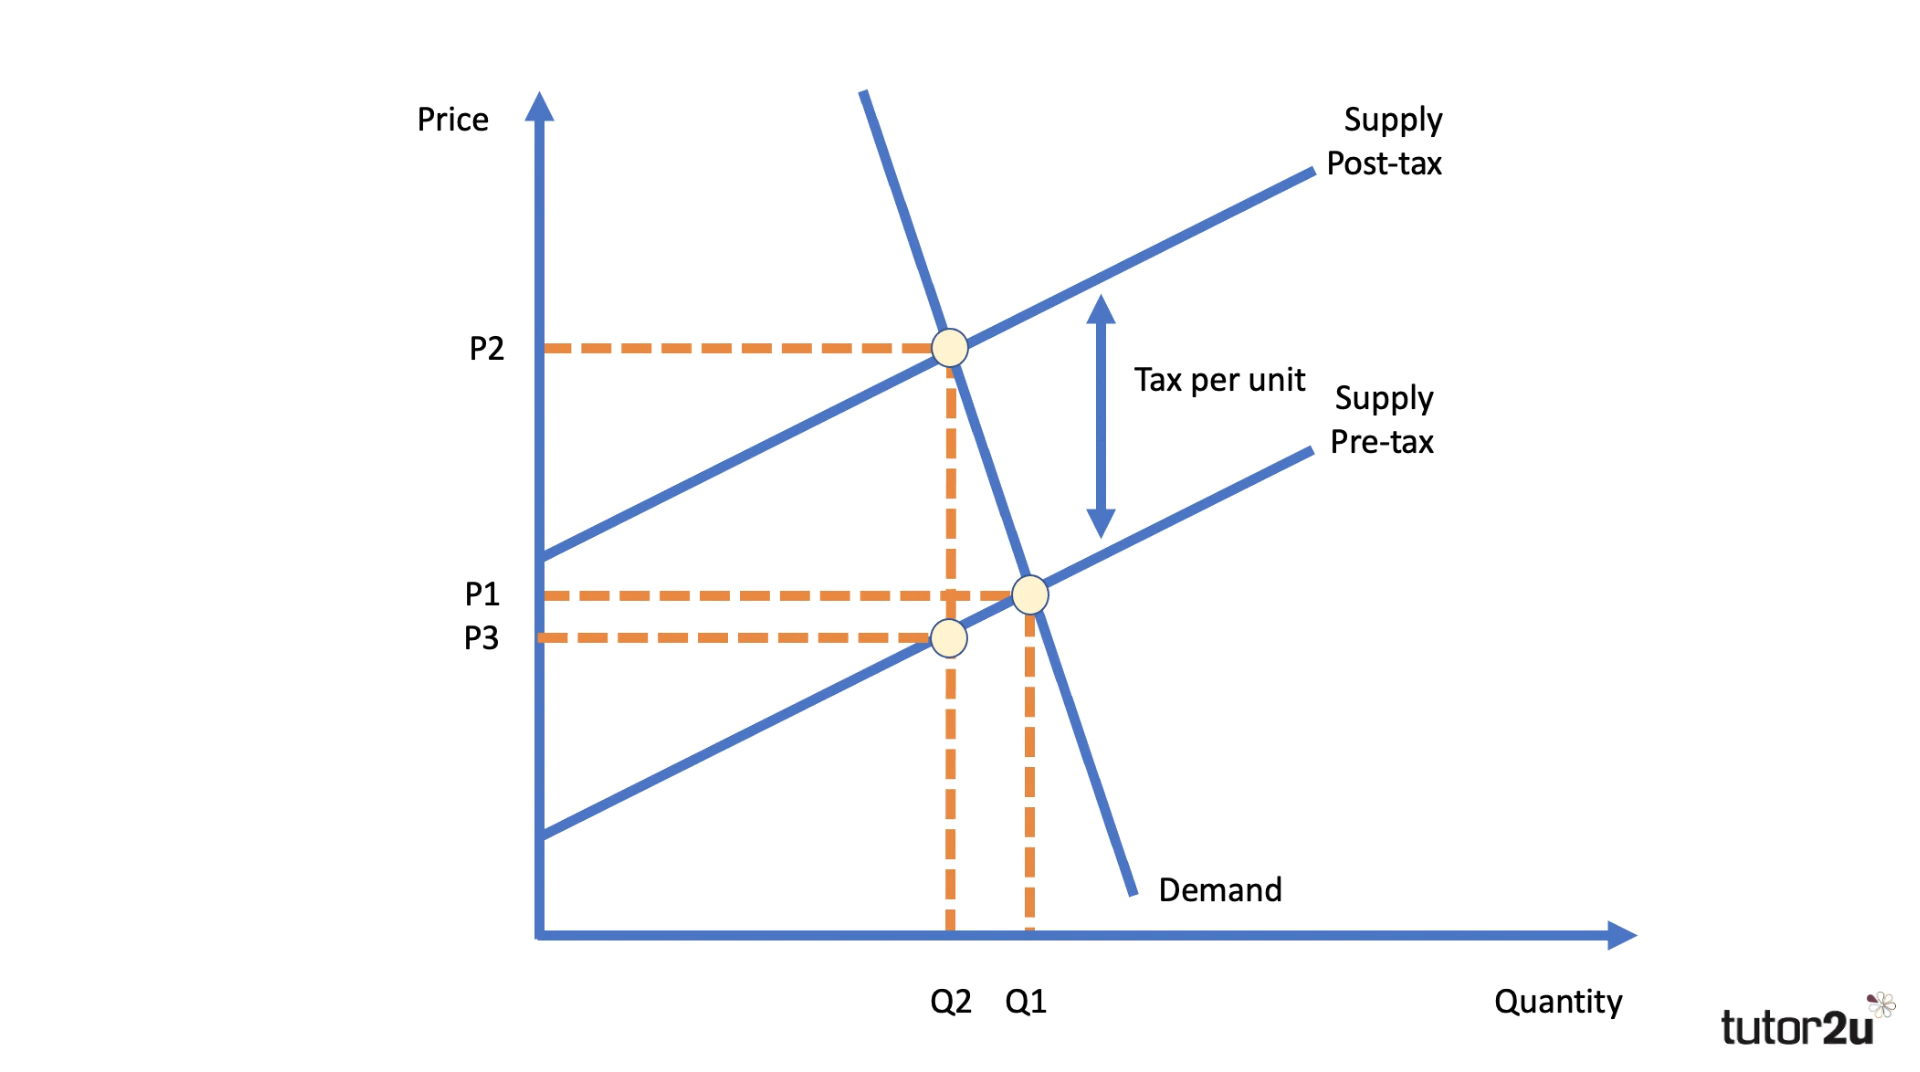 Price
Supply
Post-tax
P2
Tax per unit
Supply
Pre-tax
P1
P3
Demand
Q2
Q1
Quantity
tutor2u